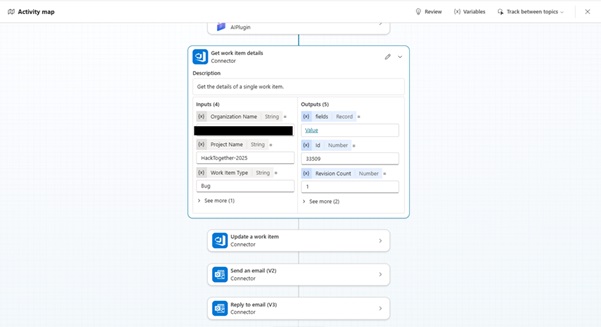 Activity map
Review
{x} Variables
Track between topics
AIPlugin
Get work item details
Connector
Description
Get the details of a single work item.
Inputs (4)
Outputs (5)
{x} Organization Name String *
{x} fields Record
Value
{x} Project Name String *
{x} Id Number
HackTogether-2025
33509
{x} Work Item Type String *
{x} Revision Count Number
Bug
1
See more (1)
See more (2)
Update a work item
Connector
Send an email (V2)
Connector
Reply to email (V3)
Connector